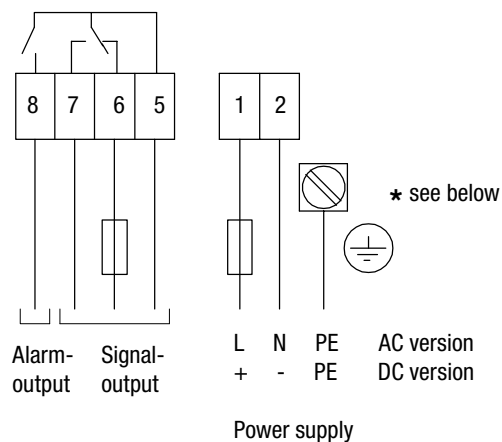 8 7 6 5 1 2
* see below
Alarm-output Signal-output
L N PE AC version
+ - PE DC version
Power supply